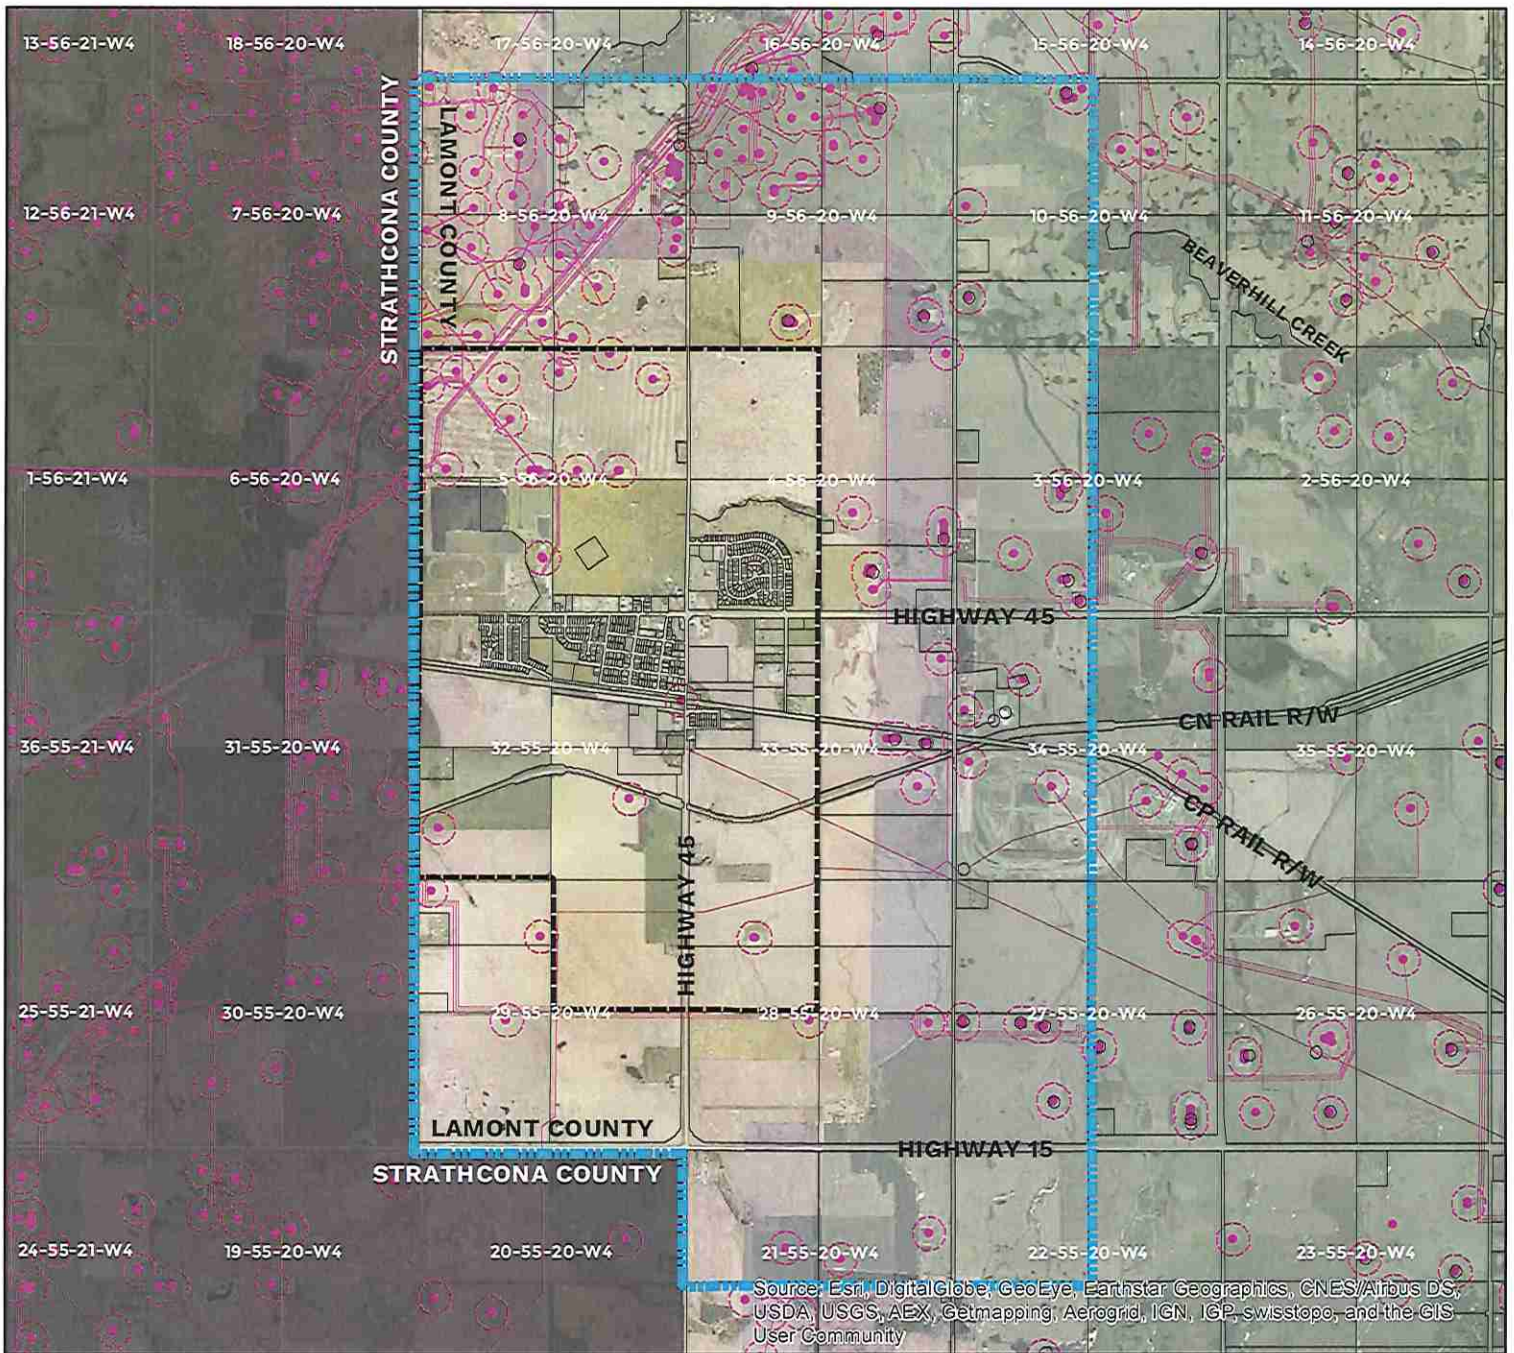 13-56-21-W4
18-56-20-W4
17-56-20-W4
16-56-20-W4
15-56-20-W4
14-56-20-W4
STRATHCONA COUNTY
LAMONT COUNTY
12-56-21-W4
7-56-20-W4
8-56-20-W4
9-56-20-W4
10-56-20-W4
11-56-20-W4
BEAVERHILL CREEK
1-56-21-W4
6-56-20-W4
5-56-20-W4
4-56-20-W4
3-56-20-W4
2-56-20-W4
HIGHWAY 45
CN RAIL R/W
36-55-21-W4
31-55-20-W4
32-55-20-W4
33-55-20-W4
34-55-20-W4
35-55-20-W4
CP RAIL R/W
HIGHWAY 45
25-55-21-W4
30-55-20-W4
29-55-20-W4
28-55-20-W4
27-55-20-W4
26-55-20-W4
LAMONT COUNTY
HIGHWAY 15
STRATHCONA COUNTY
24-55-21-W4
19-55-20-W4
20-55-20-W4
21-55-20-W4
22-55-20-W4
23-55-20-W4
Source: Esri, DigitalGlobe, GeoEye, Earthstar Geographics, CNES/Airbus DS,
USDA, USGS, AEX, Getmapping, Aerogrid, IGN, IGP, swisstopo, and the GIS
User Community